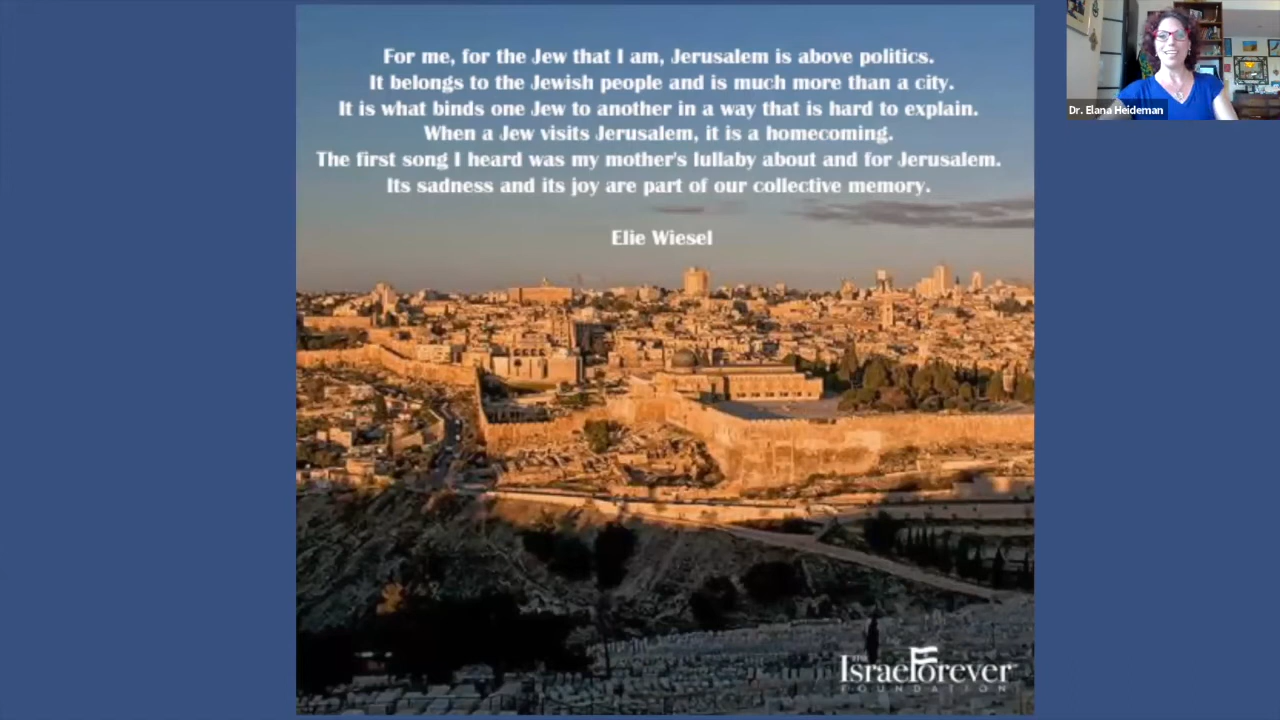 For me, for the Jew that I am, Jerusalem is above politics.
It belongs to the Jewish people and is much more than a city.
It is what binds one Jew to another in a way that is hard to explain.
When a Jew visits Jerusalem, it is a homecoming.
The first song I heard was my mother's lullaby about and for Jerusalem.
Its sadness and its joy are part of our collective memory.
Elie Wiesel
Dr. Elana Heideman
THE
IsraelForever
FOUNDATION